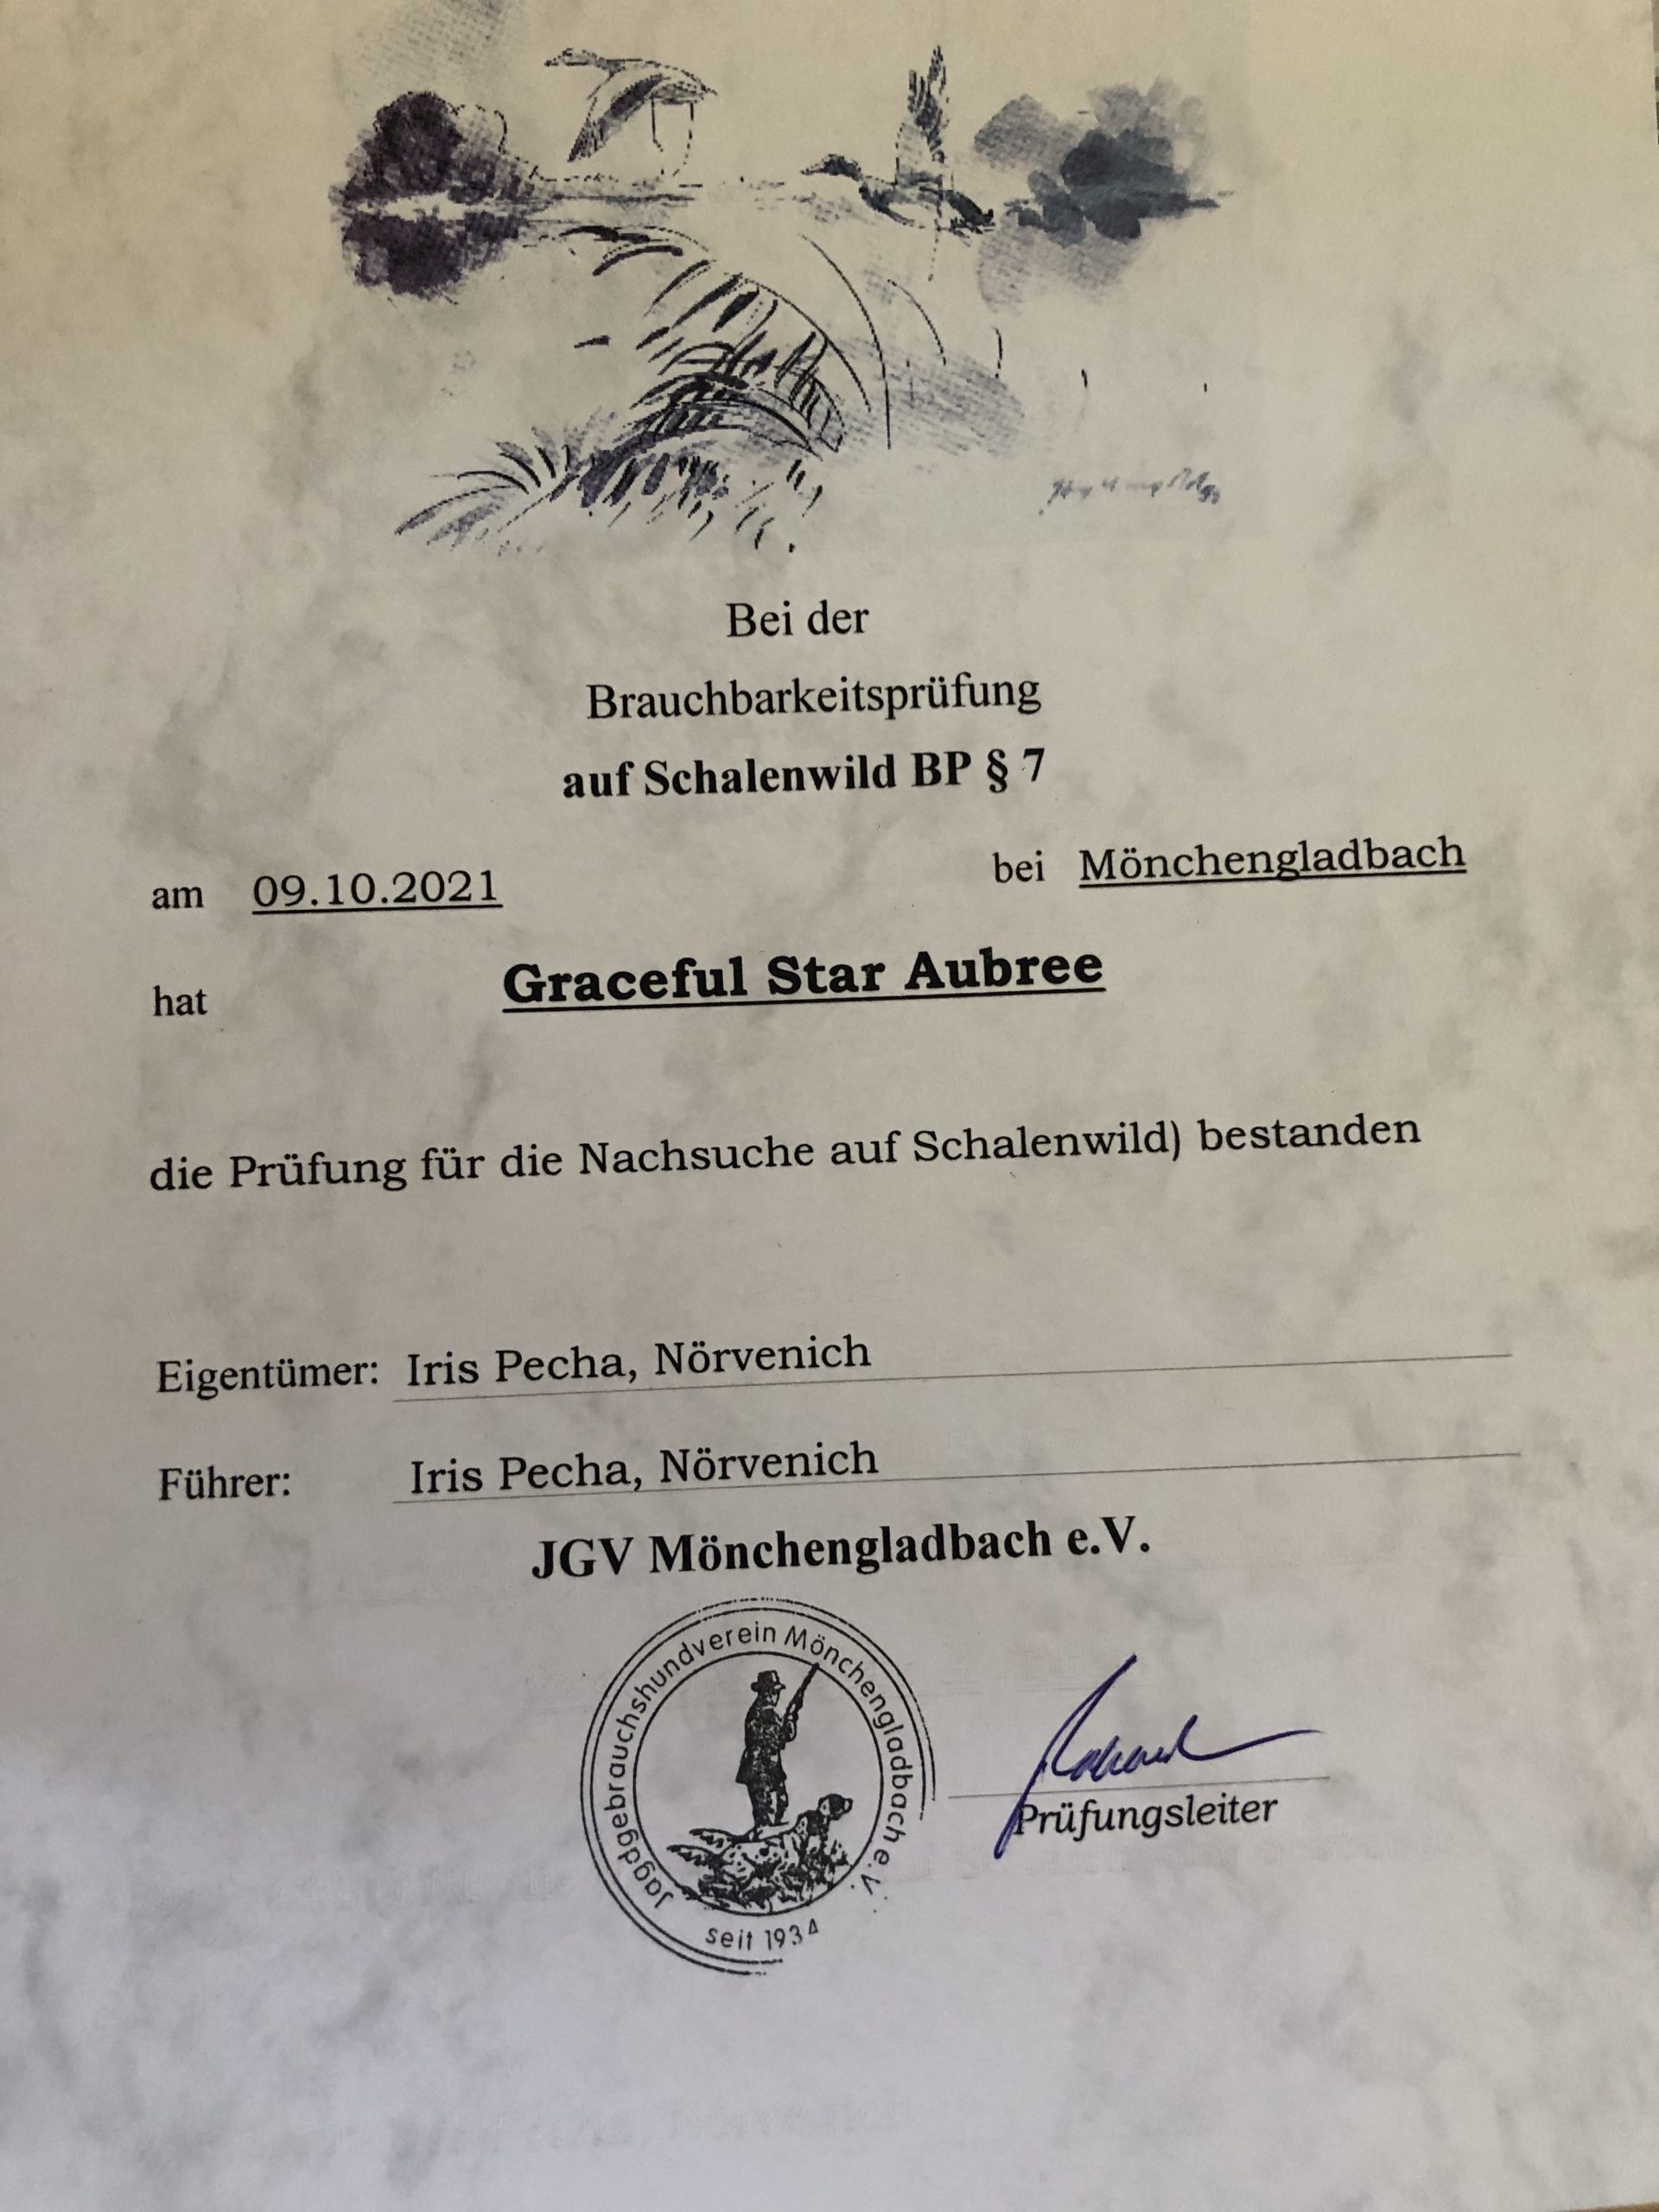 Bei der
Brauchbarkeitsprüfung
auf Schalenwild BP § 7
am 09.10.2021 bei Mönchengladbach
hat Graceful Star Aubree
die Prüfung für die Nachsuche auf Schalenwild) bestanden
Eigentümer: Iris Pecha, Nörvenich
Führer: Iris Pecha, Nörvenich
JGV Mönchengladbach e.V.
Jagdgebrauchshundverein Mönchengladbach e.V.
seit 1934
Prüfungsleiter